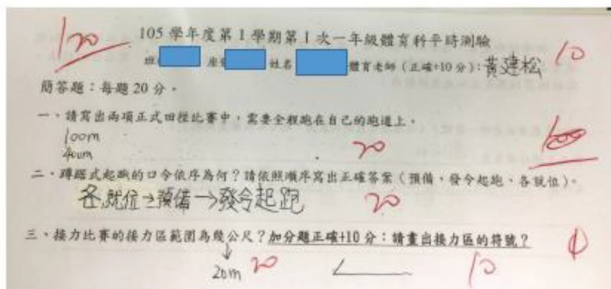 120
105 學年度第 1 學期第 1 次一年級體育科平時測驗
班 座 姓名 體育老師（正確+10 分）：黃建松 10
簡答題：每題 20 分。
一、請寫出兩項正式田徑比賽中，需要全程跑在自己的跑道上。
100m
400m 20 100
二、蹲踞式起跑的口令依序為何？請依照順序寫出正確答案（預備、發令起跑、各就位）。
各就位→預備→發令起跑 20
三、接力比賽的接力區範圍為幾公尺？加分題正確+10 分：請畫出接力區的符號？
20m 20 10